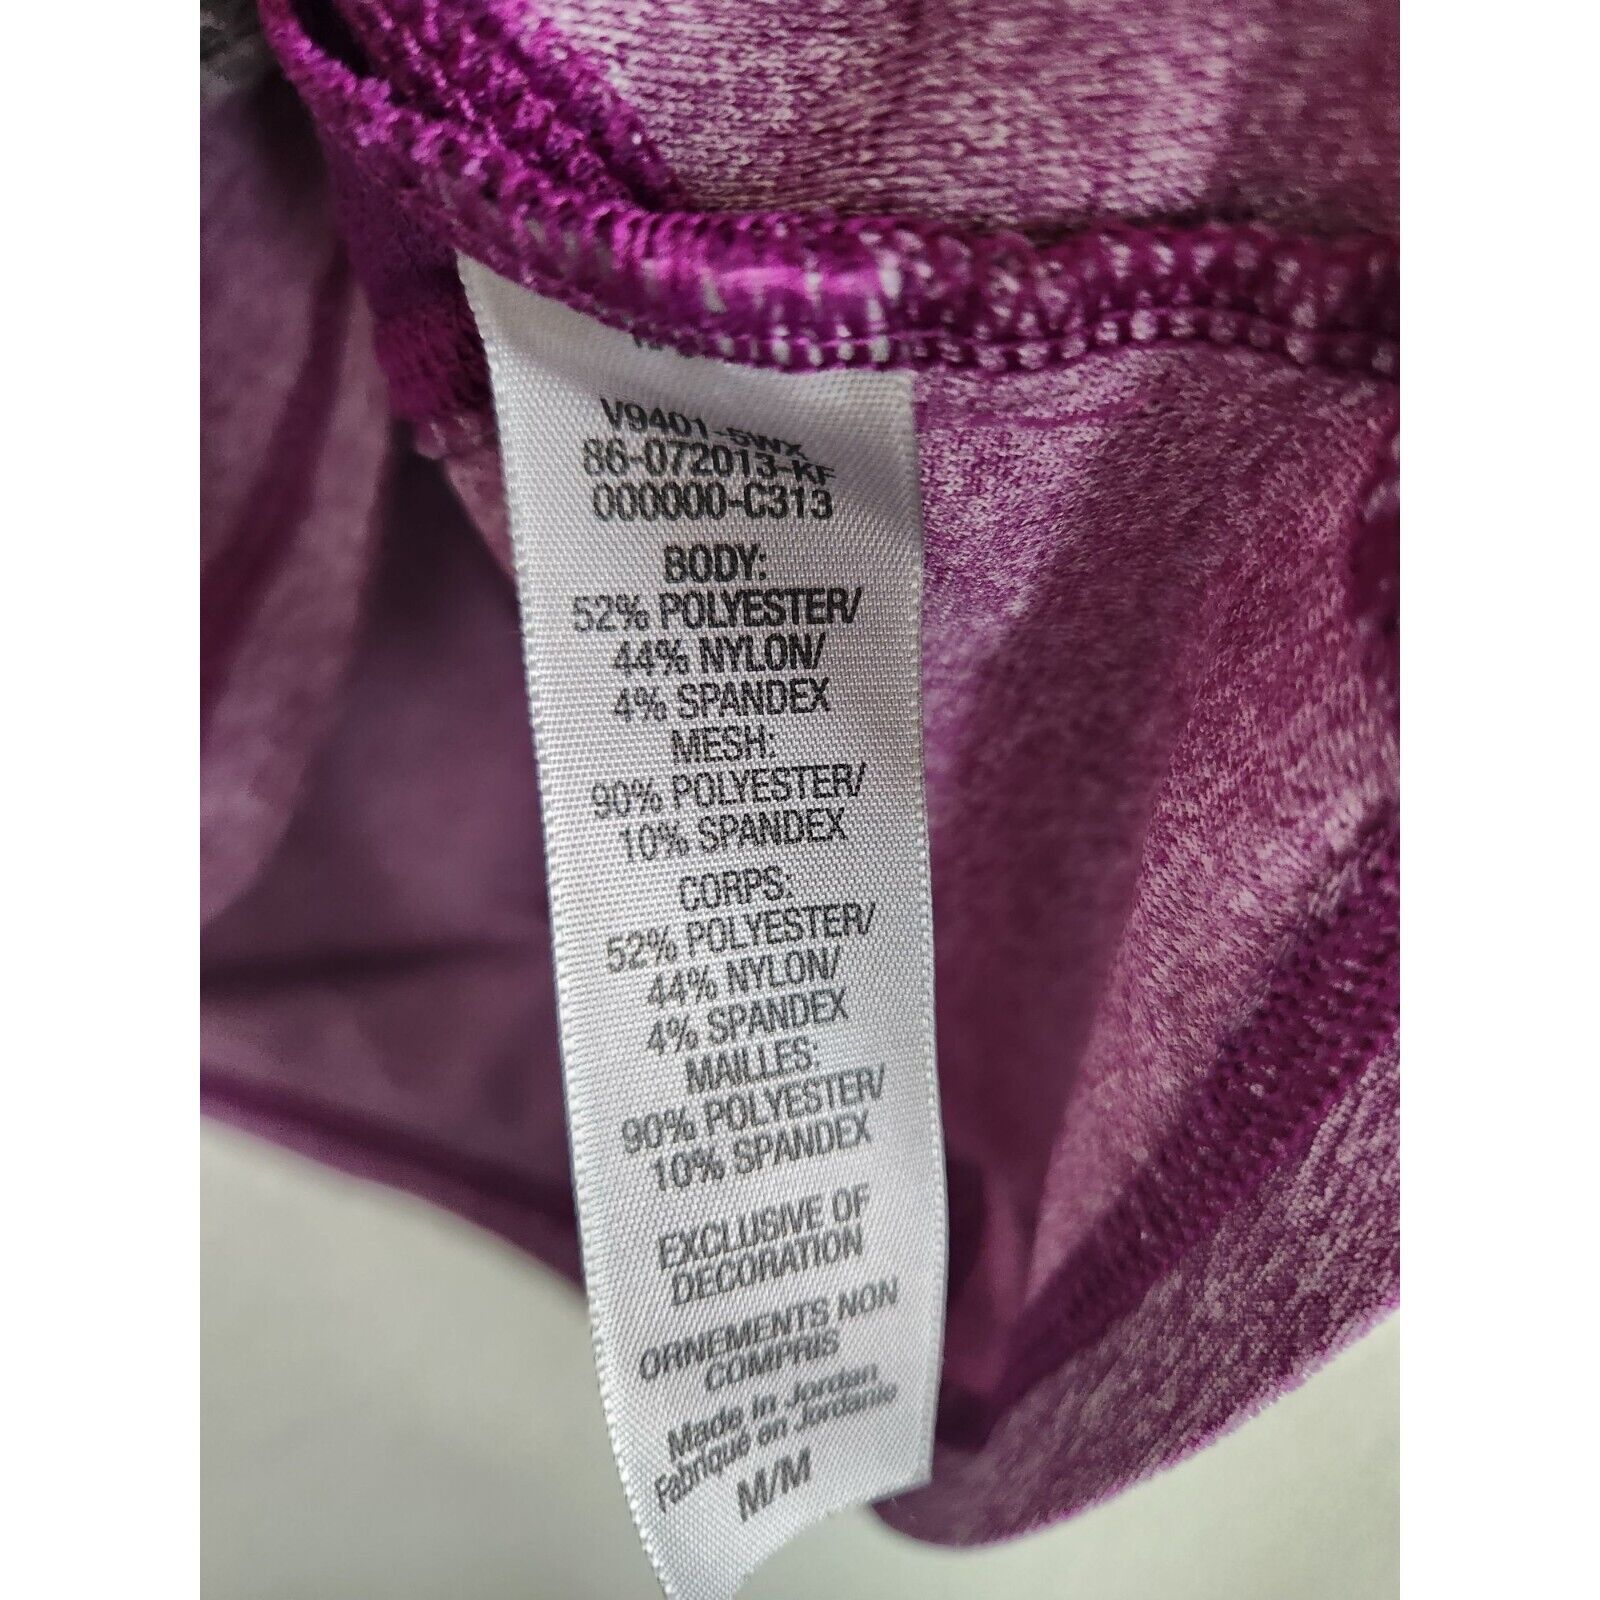 V9401-5WX
86-072013-KF
000000-C313
BODY:
52% POLYESTER/
44% NYLON/
4% SPANDEX
MESH:
90% POLYESTER/
10% SPANDEX
CORPS:
52% POLYESTER/
44% NYLON/
4% SPANDEX
MAILLES:
90% POLYESTER/
10% SPANDEX
EXCLUSIVE OF
DECORATION
ORNEMENTS NON
COMPRIS
Made In Jordan
Fabriqué en Jordanie
M/M